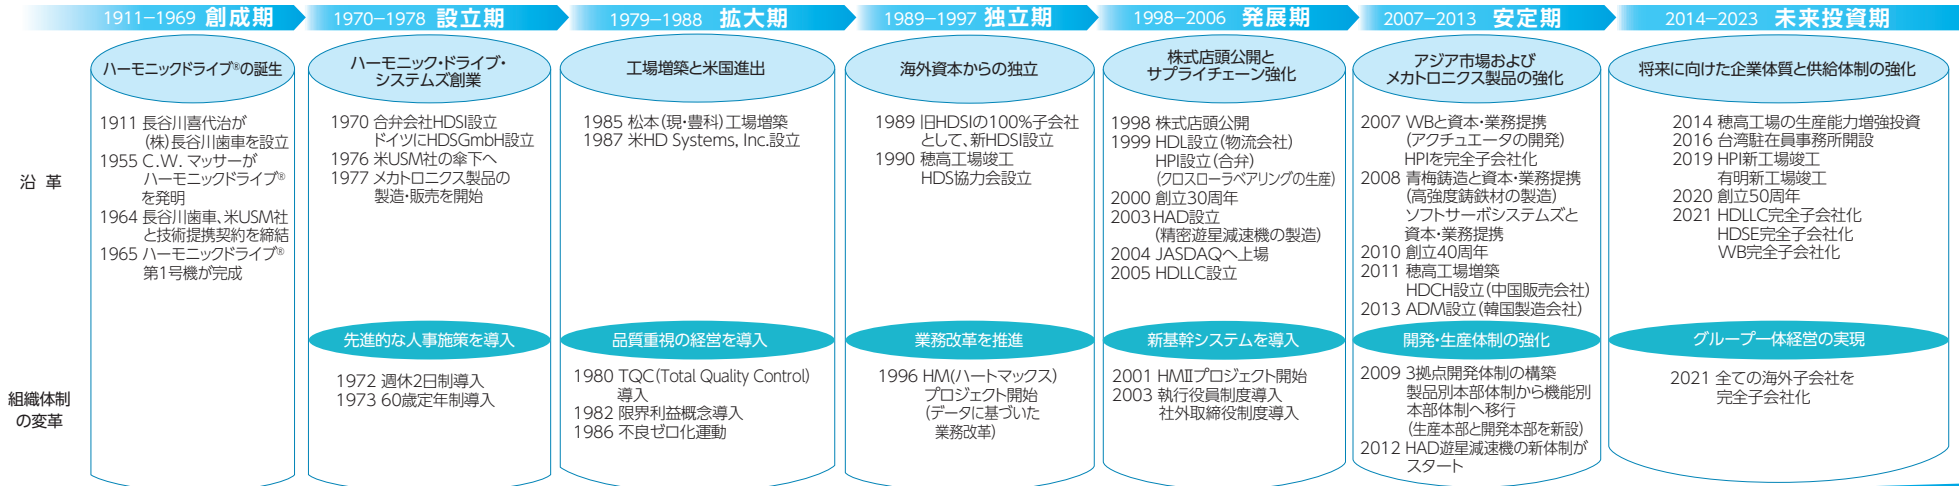 1911–1969 創成期
1970–1978 設立期
1979–1988 拡大期
1989–1997 独立期
1998–2006 発展期
2007–2013 安定期
2014–2023 未来投資期
沿 革
ハーモニックドライブ®の誕生
1911 長谷川喜代治が
(株)長谷川歯車を設立
1955 C.W. マッサーが
ハーモニックドライブ®
を発明
1964 長谷川歯車、米USM社
と技術提携契約を締結
1965 ハーモニックドライブ®
第1号機が完成
ハーモニック・ドライブ・
システムズ創業
1970 合弁会社HDSI設立
ドイツにHDSGmbH設立
1976 米USM社の傘下へ
1977 メカトロニクス製品の
製造・販売を開始
工場増築と米国進出
1985 松本(現・豊科)工場増築
1987 米HD Systems, Inc.設立
海外資本からの独立
1989 旧HDSIの100%子会社
として、新HDSI設立
1990 穂高工場竣工
HDS協力会設立
株式店頭公開と
サプライチェーン強化
1998 株式店頭公開
1999 HDL設立(物流会社)
HPI設立(合弁)
(クロスローラベアリングの生産)
2000 創立30周年
2003 HAD設立
(精密遊星減速機の製造)
2004 JASDAQへ上場
2005 HDLLC設立
アジア市場および
メカトロニクス製品の強化
2007 WBと資本・業務提携
(アクチュエータの開発)
HPIを完全子会社化
2008 青梅鋳造と資本・業務提携
(高強度鋳鉄材の製造)
ソフトサーボシステムズと
資本・業務提携
2010 創立40周年
2011 穂高工場増築
HDCH設立(中国販売会社)
2013 ADM設立(韓国製造会社)
将来に向けた企業体質と供給体制の強化
2014 穂高工場の生産能力増強投資
2016 台湾駐在員事務所開設
2019 HPI新工場竣工
有明新工場竣工
2020 創立50周年
2021 HDLLC完全子会社化
HDSE完全子会社化
WB完全子会社化
組織体制
の変革
先進的な人事施策を導入
1972 週休2日制導入
1973 60歳定年制導入
品質重視の経営を導入
1980 TQC(Total Quality Control)
導入
1982 限界利益概念導入
1986 不良ゼロ化運動
業務改革を推進
1996 HM(ハートマックス)
プロジェクト開始
(データに基づいた
業務改革)
新基幹システムを導入
2001 HMIIプロジェクト開始
2003 執行役員制度導入
社外取締役制度導入
開発・生産体制の強化
2009 3拠点開発体制の構築
製品別本部体制から機能別
本部体制へ移行
(生産本部と開発本部を新設)
2012 HAD遊星減速機の新体制が
スタート
グループ一体経営の実現
2021 全ての海外子会社を
完全子会社化